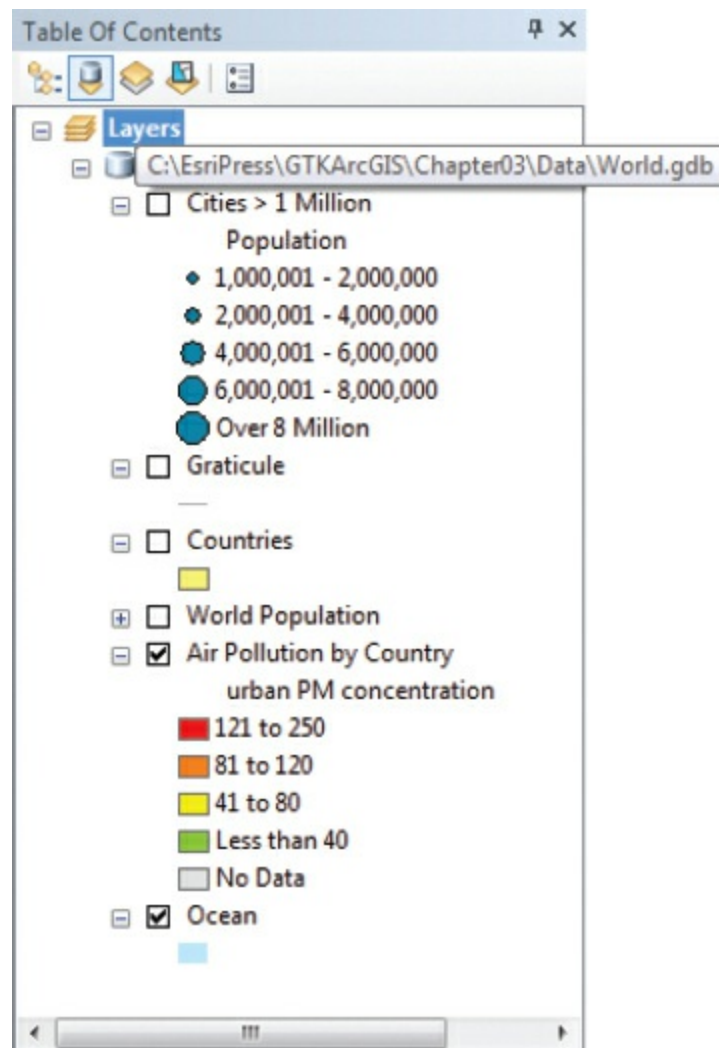 Table Of Contents
Layers
C:\EsriPress\GTKArcGIS\Chapter03\Data\World.gdb
Cities > 1 Million
Population
1,000,001 - 2,000,000
2,000,001 - 4,000,000
4,000,001 - 6,000,000
6,000,001 - 8,000,000
Over 8 Million
Graticule
Countries
World Population
Air Pollution by Country
urban PM concentration
121 to 250
81 to 120
41 to 80
Less than 40
No Data
Ocean